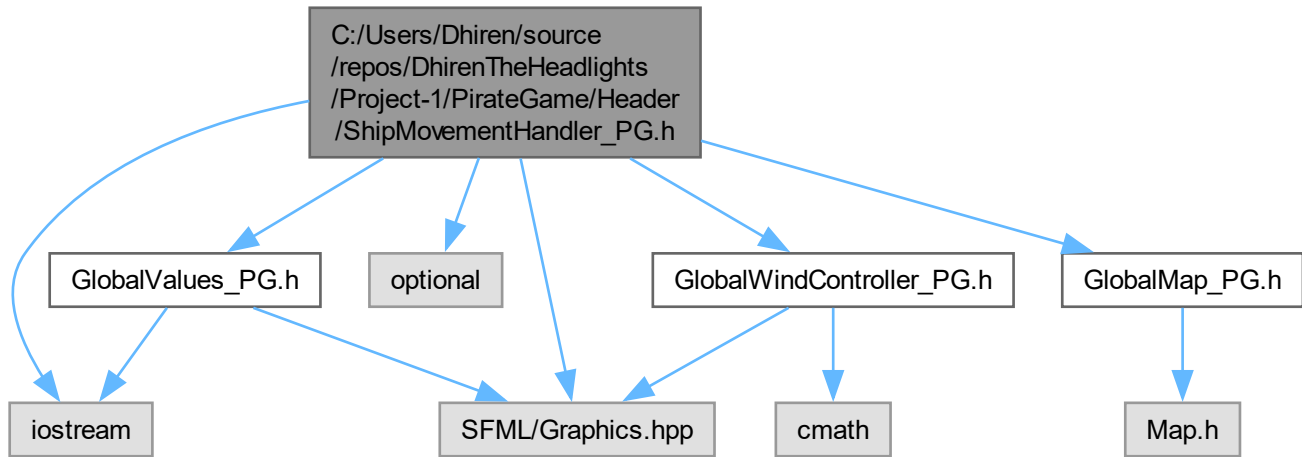 C:/Users/Dhiren/source
/repos/DhirenTheHeadlights
/Project-1/PirateGame/Header
/ShipMovementHandler_PG.h
GlobalValues_PG.h
optional
GlobalWindController_PG.h
GlobalMap_PG.h
iostream
SFML/Graphics.hpp
cmath
Map.h